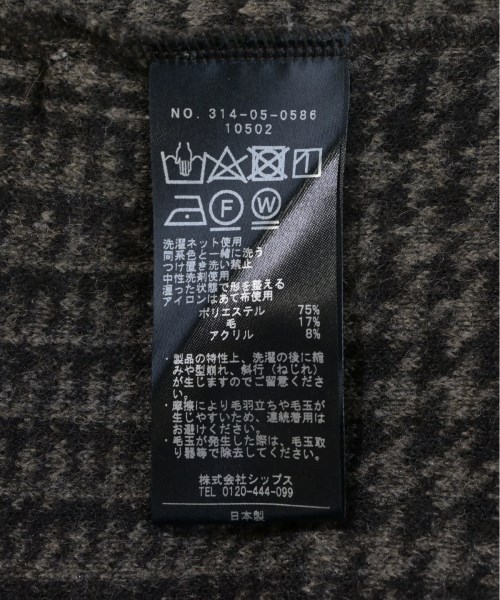 NO. 314-05-0586
10502
F W
洗濯ネット使用
同系色と一緒に洗う
つけ置き洗い禁止
中性洗剤使用
湿った状態で形を整える
アイロンはあて布使用
ポリエステル 75%
毛 17%
アクリル 8%
・製品の特性上、洗濯の後に縮
みや型崩れ、斜行(ねじれ)
が生じますのでご留意くださ
い。
・摩擦により毛羽立ちや毛玉が
生じやすいため、連続着用は
お避けください。
・毛玉が発生した際は、毛玉取
り器等で除去してください。
株式会社シップス
TEL 0120-444-099
日本製